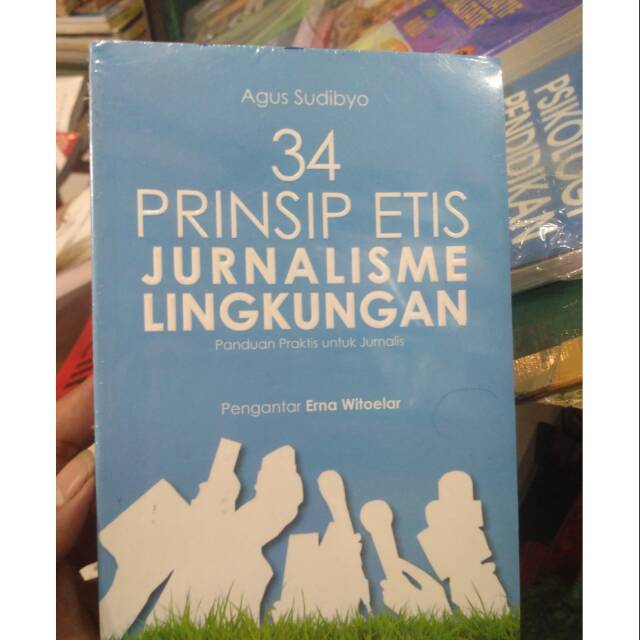 Agus Sudibyo
34
PRINSIP ETIS
JURNALISME
LINGKUNGAN
Panduan Praktis untuk Jurnalis
Pengantar Erna Witoelar
PSIKOLOGI
PENDIDIKAN